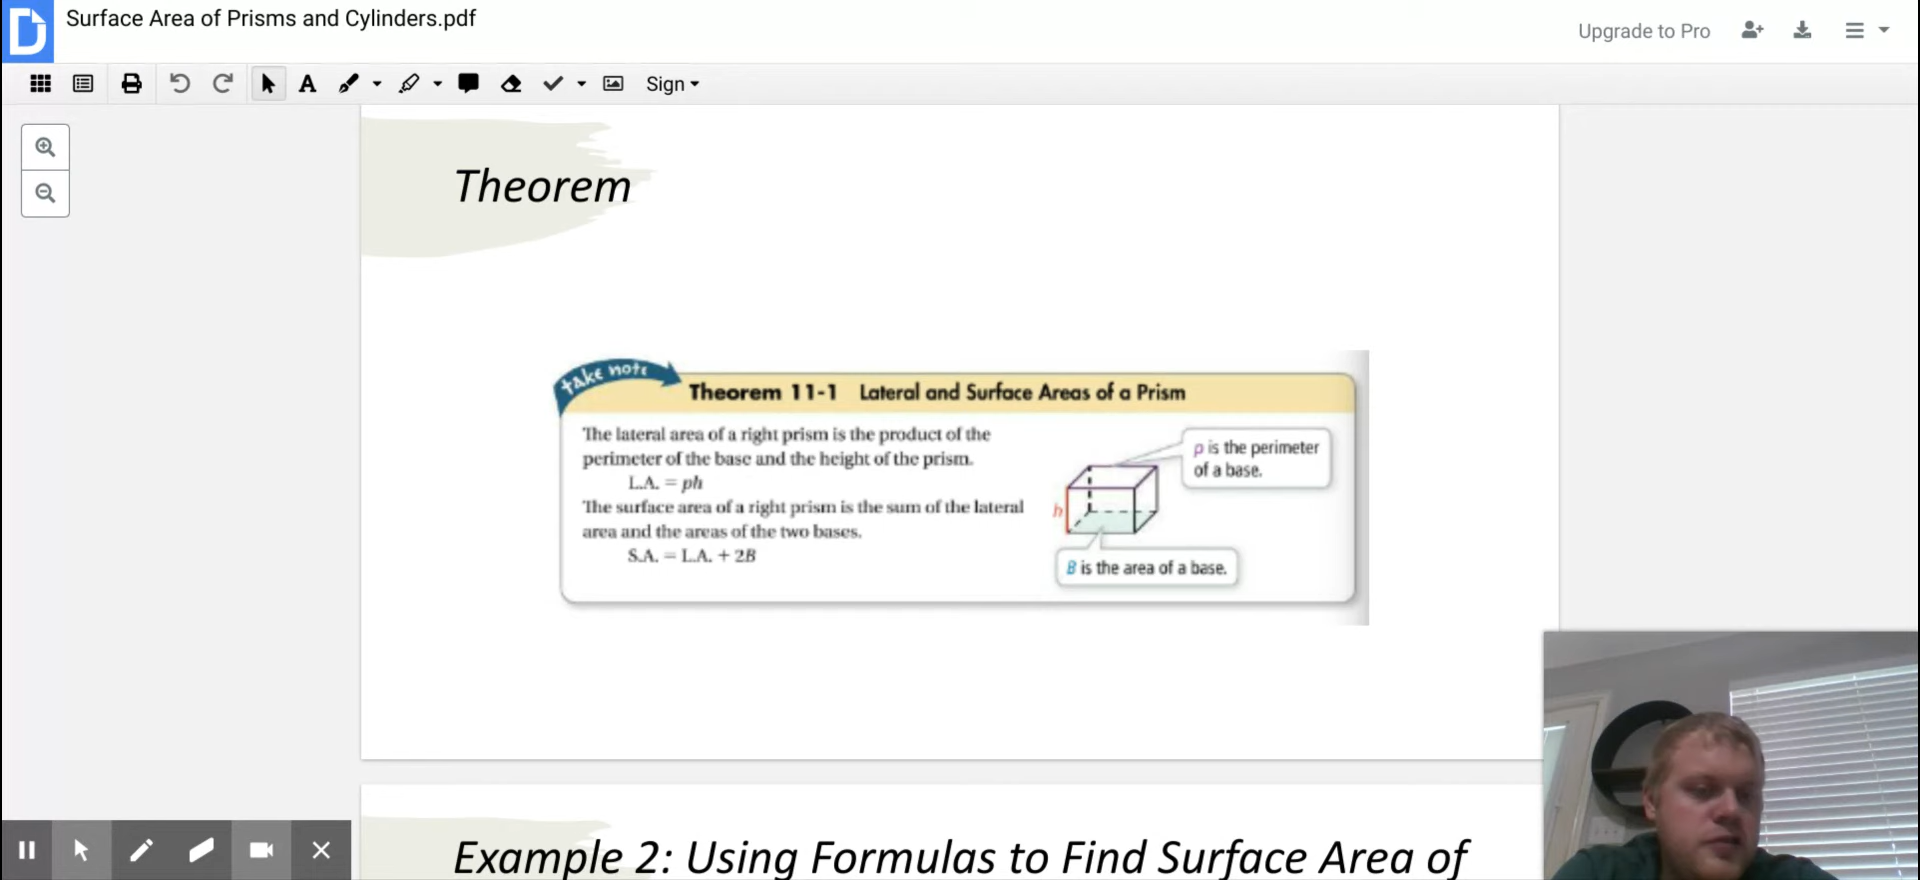 Surface Area of Prisms and Cylinders.pdf
Upgrade to Pro
A
Sign
Theorem
take note
Theorem 11-1 Lateral and Surface Areas of a Prism
The lateral area of a right prism is the product of the
perimeter of the base and the height of the prism.
L.A. = ph
The surface area of a right prism is the sum of the lateral
area and the areas of the two bases.
S.A. = L.A. + 2B
p is the perimeter
of a base.
h
B is the area of a base.
Example 2: Using Formulas to Find Surface Area of